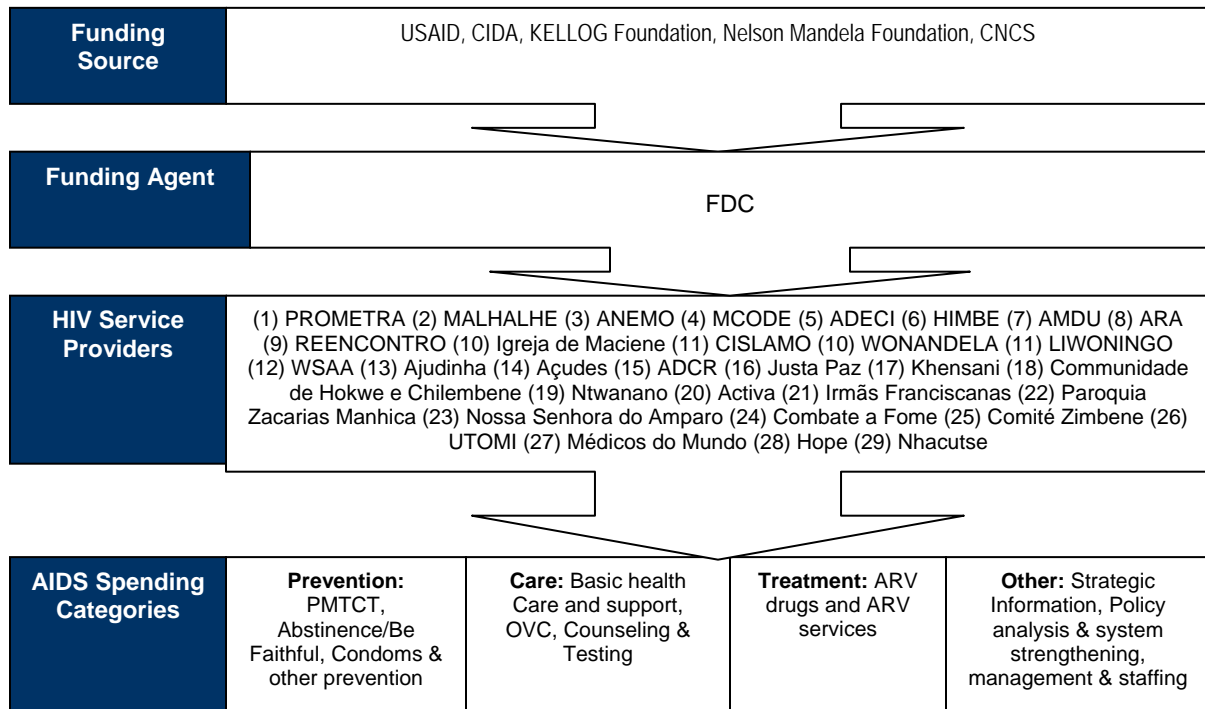 Funding
Source
USAID, CIDA, KELLOG Foundation, Nelson Mandela Foundation, CNCS
Funding Agent
FDC
HIV Service
Providers
(1) PROMETRA (2) MALHALHE (3) ANEMO (4) MCODE (5) ADECI (6) HIMBE (7) AMDU (8) ARA
(9) REENCONTRO (10) Igreja de Maciene (11) CISLAMO (10) WONANDELA (11) LIWONINGO
(12) WSAA (13) Ajudinha (14) Açudes (15) ADCR (16) Justa Paz (17) Khensani (18) Communidade
de Hokwe e Chilembene (19) Ntwanano (20) Activa (21) Irmãs Franciscanas (22) Paroquia
Zacarias Manhica (23) Nossa Senhora do Amparo (24) Combate a Fome (25) Comité Zimbene (26)
UTOMI (27) Médicos do Mundo (28) Hope (29) Nhacutse
AIDS Spending
Categories
Prevention:
PMTCT,
Abstinence/Be
Faithful, Condoms &
other prevention
Care: Basic health
Care and support,
OVC, Counseling &
Testing
Treatment: ARV
drugs and ARV
services
Other: Strategic
Information, Policy
analysis & system
strengthening,
management & staffing